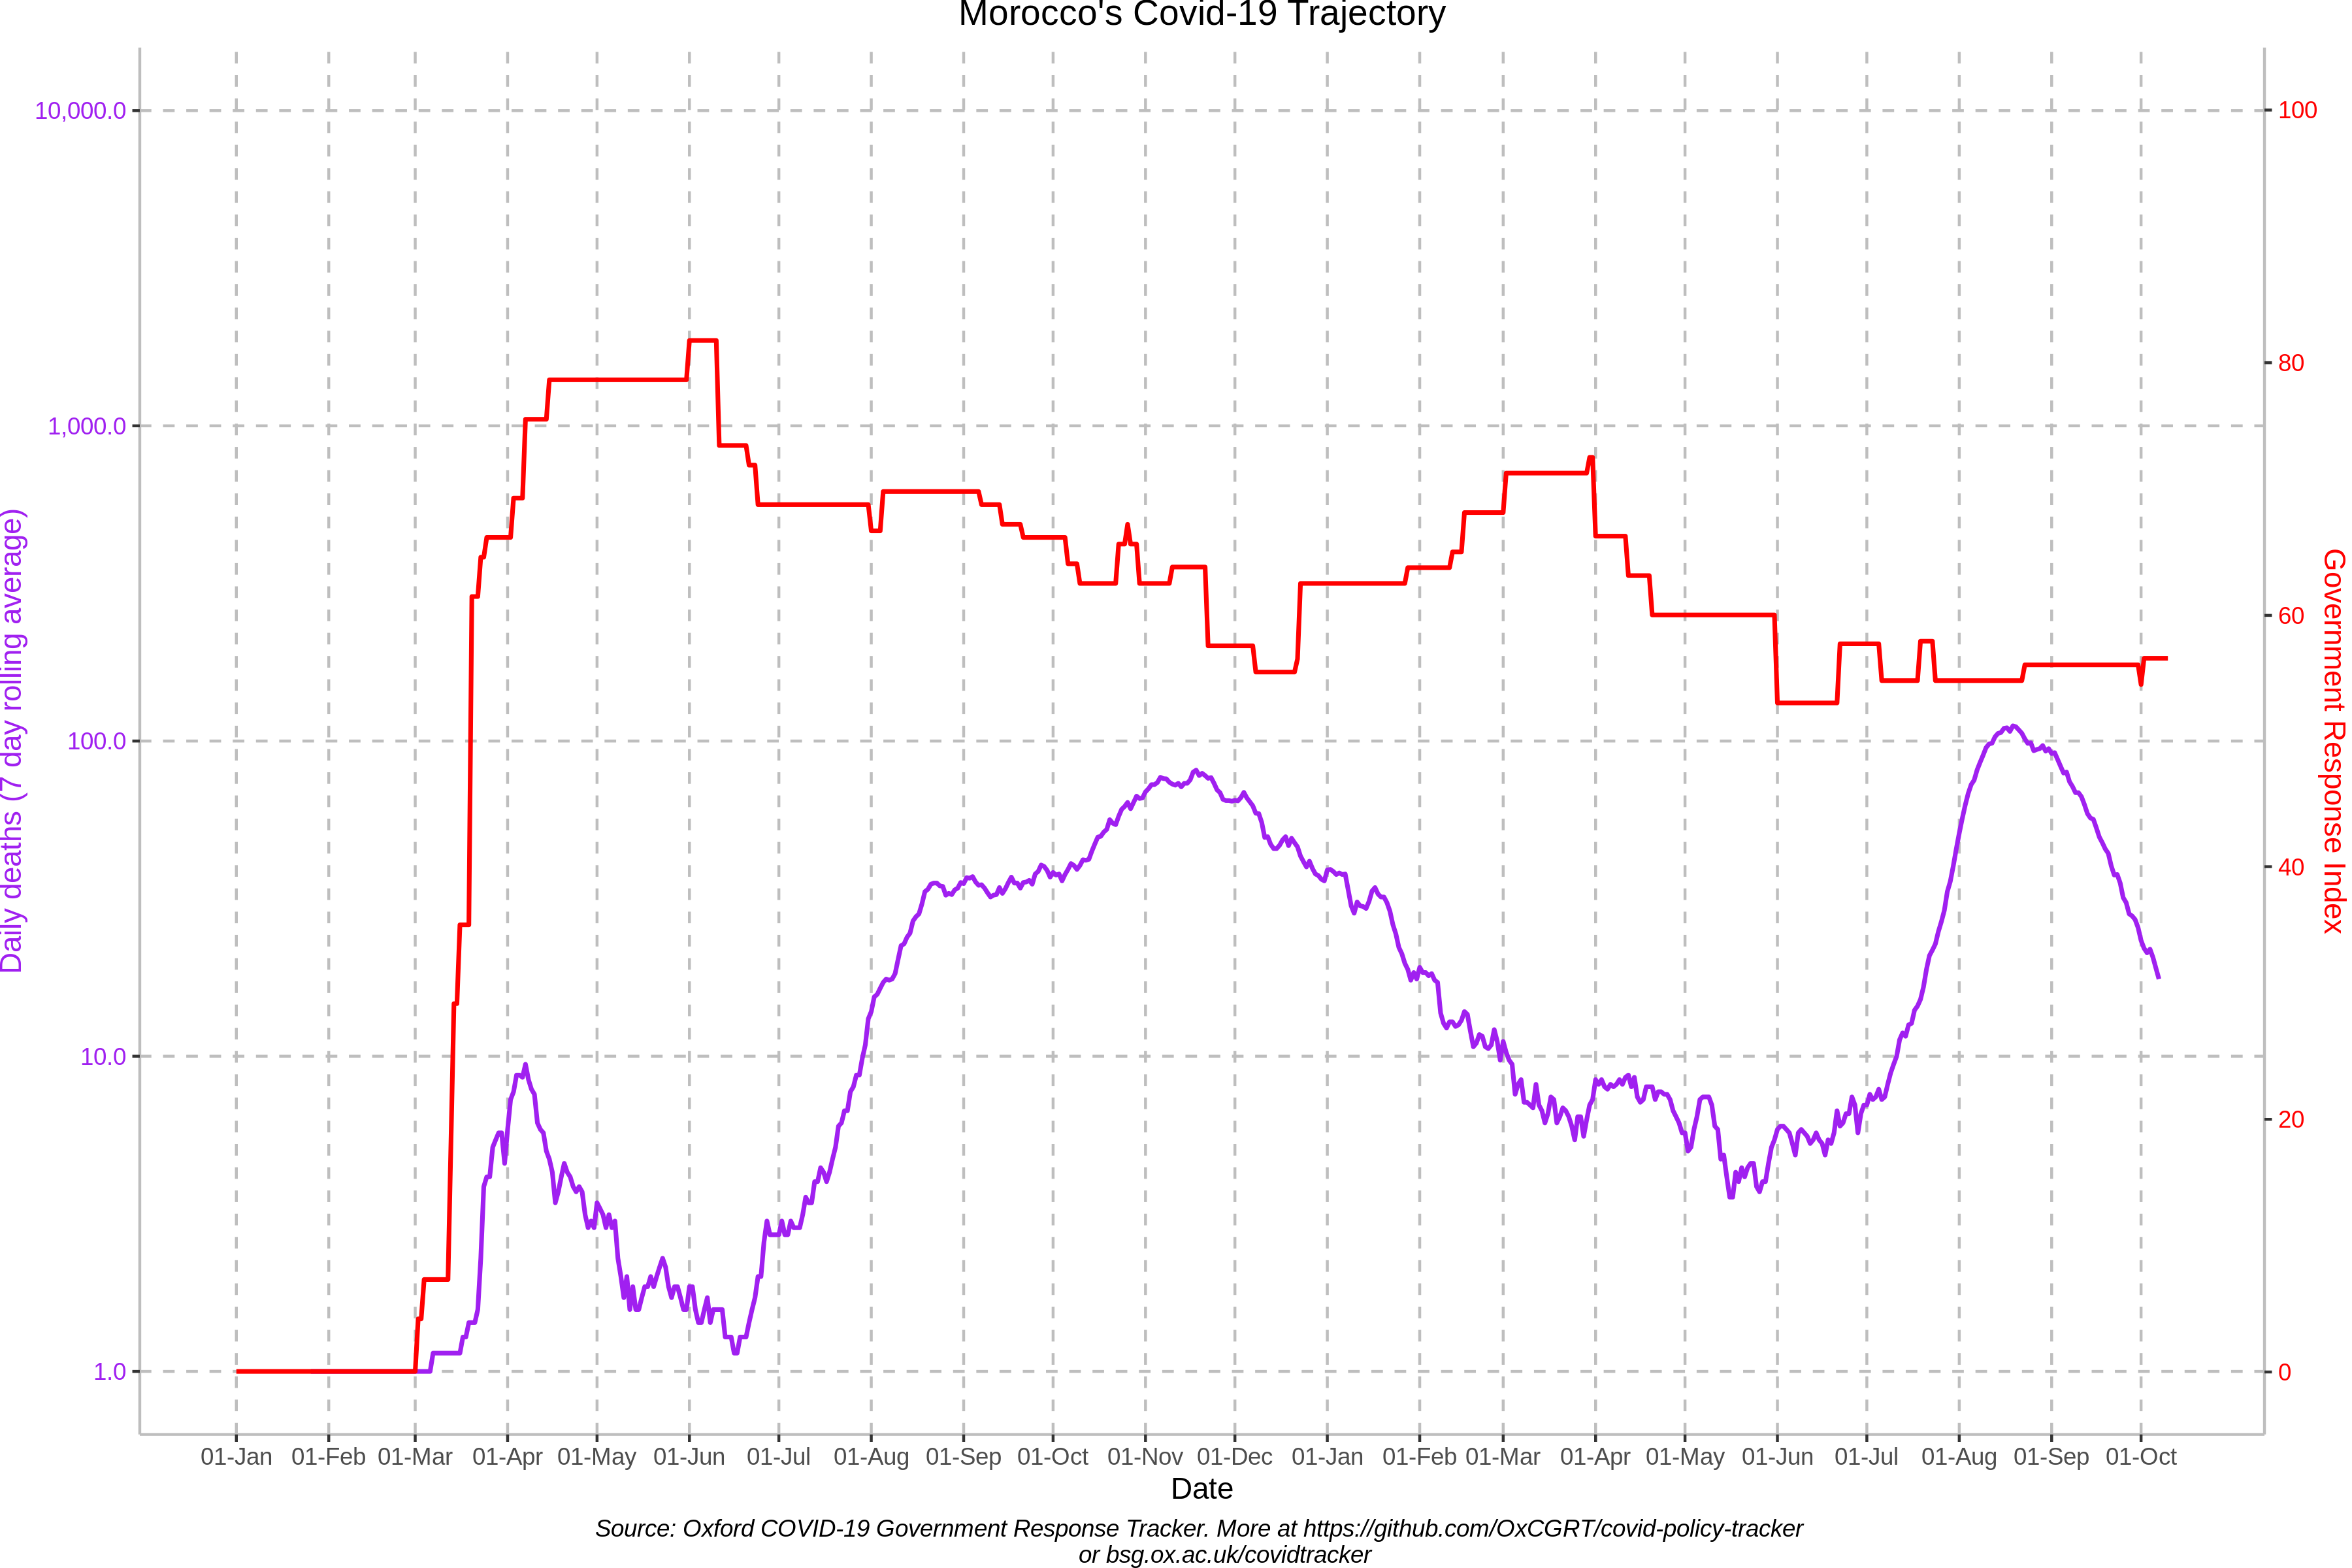 Morocco's Covid-19 Trajectory
10,000.0
1,000.0
100.0
10.0
1.0
Daily deaths (7 day rolling average)
100
80
60
40
20
0
Government Response Index
01-Jan 01-Feb 01-Mar 01-Apr 01-May 01-Jun 01-Jul 01-Aug 01-Sep 01-Oct 01-Nov 01-Dec 01-Jan 01-Feb 01-Mar 01-Apr 01-May 01-Jun 01-Jul 01-Aug 01-Sep 01-Oct
Date
Source: Oxford COVID-19 Government Response Tracker. More at https://github.com/OxCGRT/covid-policy-tracker
or bsg.ox.ac.uk/covidtracker